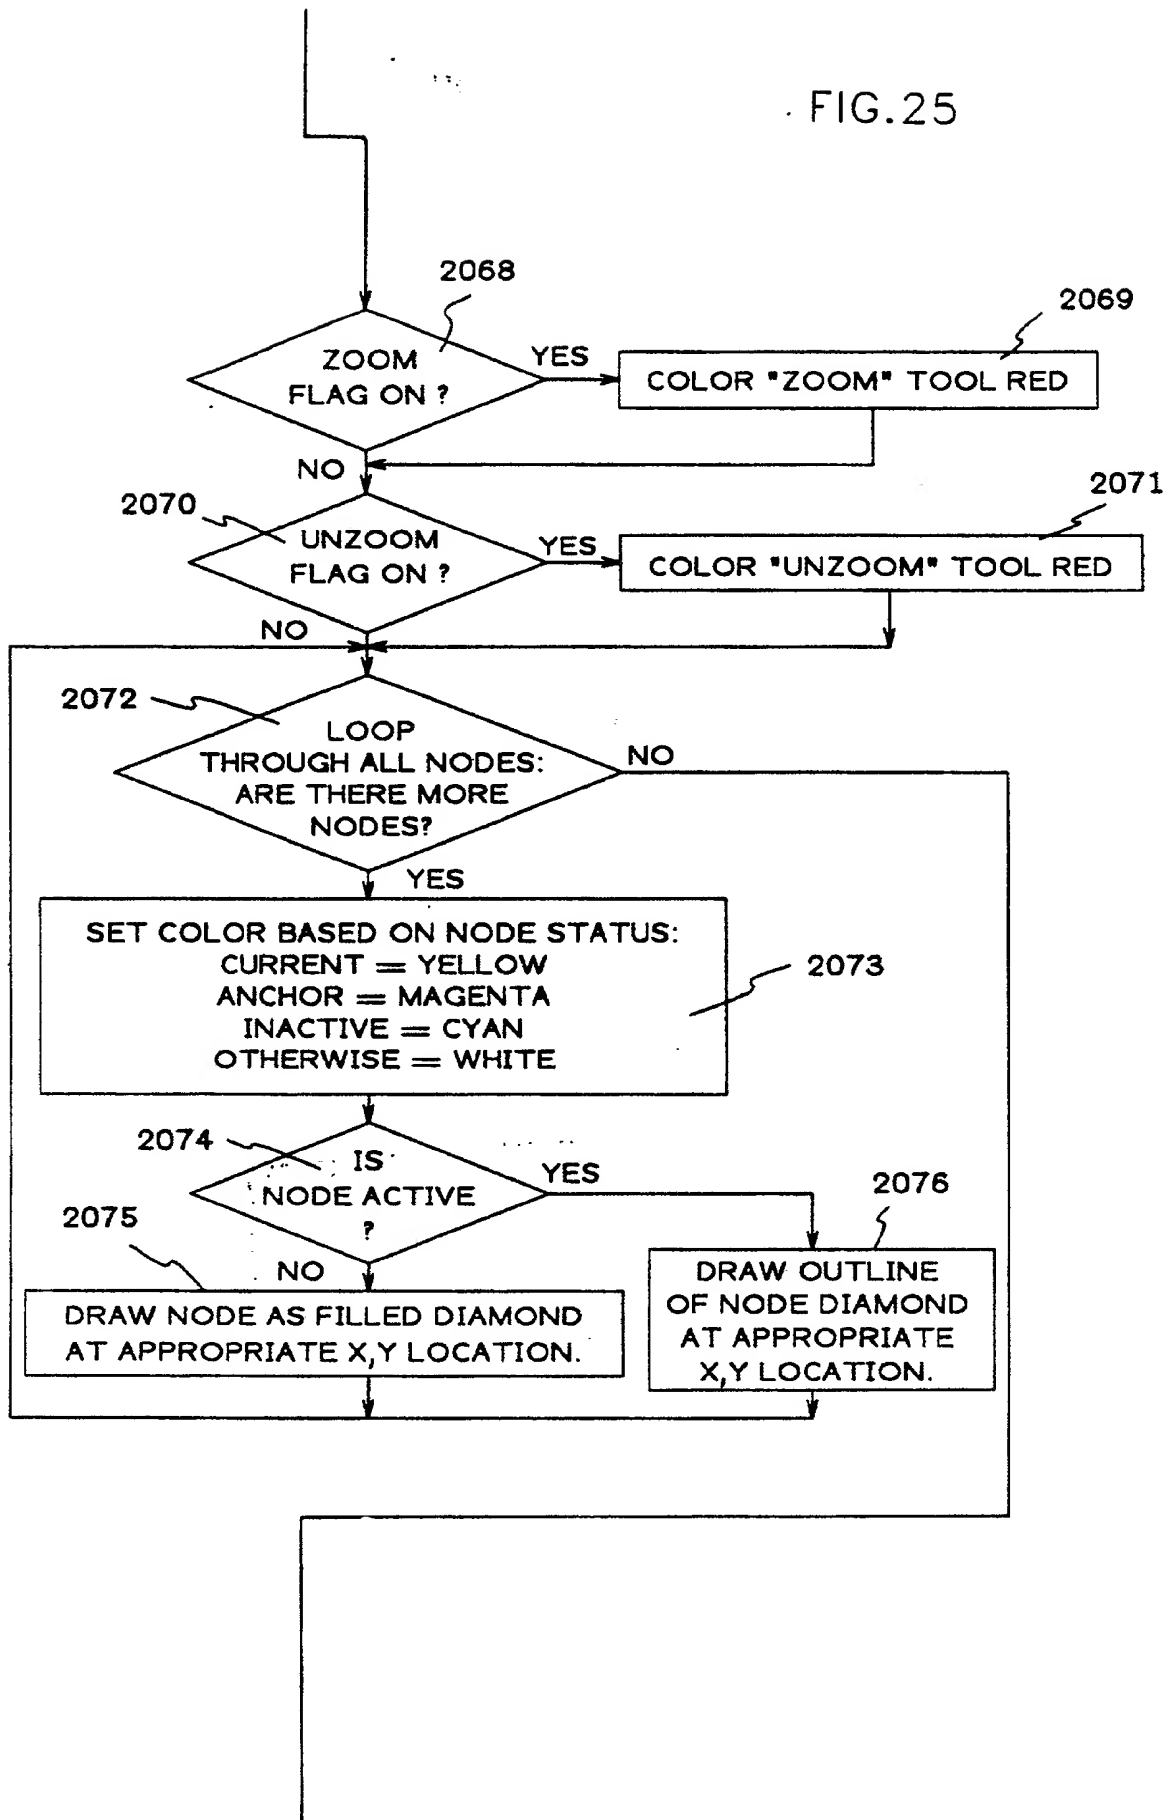 FIG.25
2068
2069
ZOOM
FLAG ON ?
YES
COLOR "ZOOM" TOOL RED
NO
2070
2071
UNZOOM
FLAG ON ?
YES
COLOR "UNZOOM" TOOL RED
NO
2072
LOOP
THROUGH ALL NODES:
ARE THERE MORE
NODES?
NO
YES
SET COLOR BASED ON NODE STATUS:
CURRENT = YELLOW
ANCHOR = MAGENTA
INACTIVE = CYAN
OTHERWISE = WHITE
2073
2074
IS
NODE ACTIVE
?
YES
2076
2075
NO
DRAW NODE AS FILLED DIAMOND
AT APPROPRIATE X,Y LOCATION.
DRAW OUTLINE
OF NODE DIAMOND
AT APPROPRIATE
X,Y LOCATION.